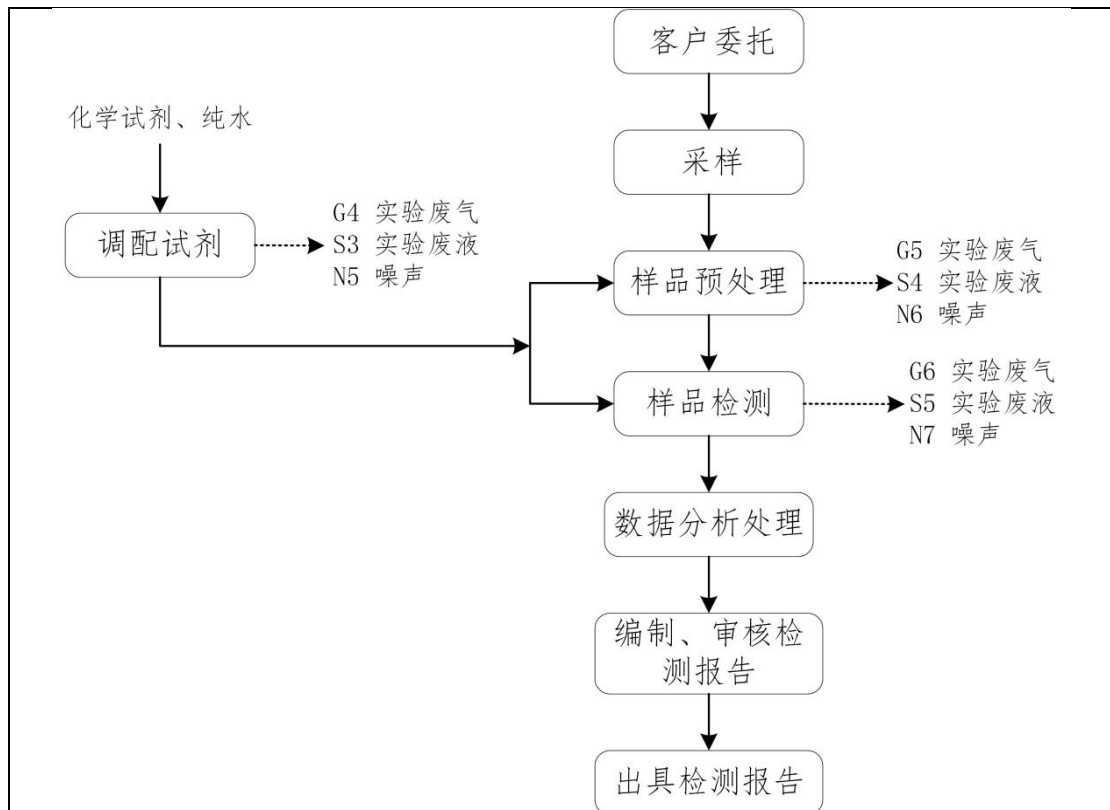 客户委托
化学试剂、纯水
采样
调配试剂
G4 实验废气
S3 实验废液
N5 噪声
样品预处理
G5 实验废气
S4 实验废液
N6 噪声
样品检测
G6 实验废气
S5 实验废液
N7 噪声
数据分析处理
编制、审核检
测报告
出具检测报告